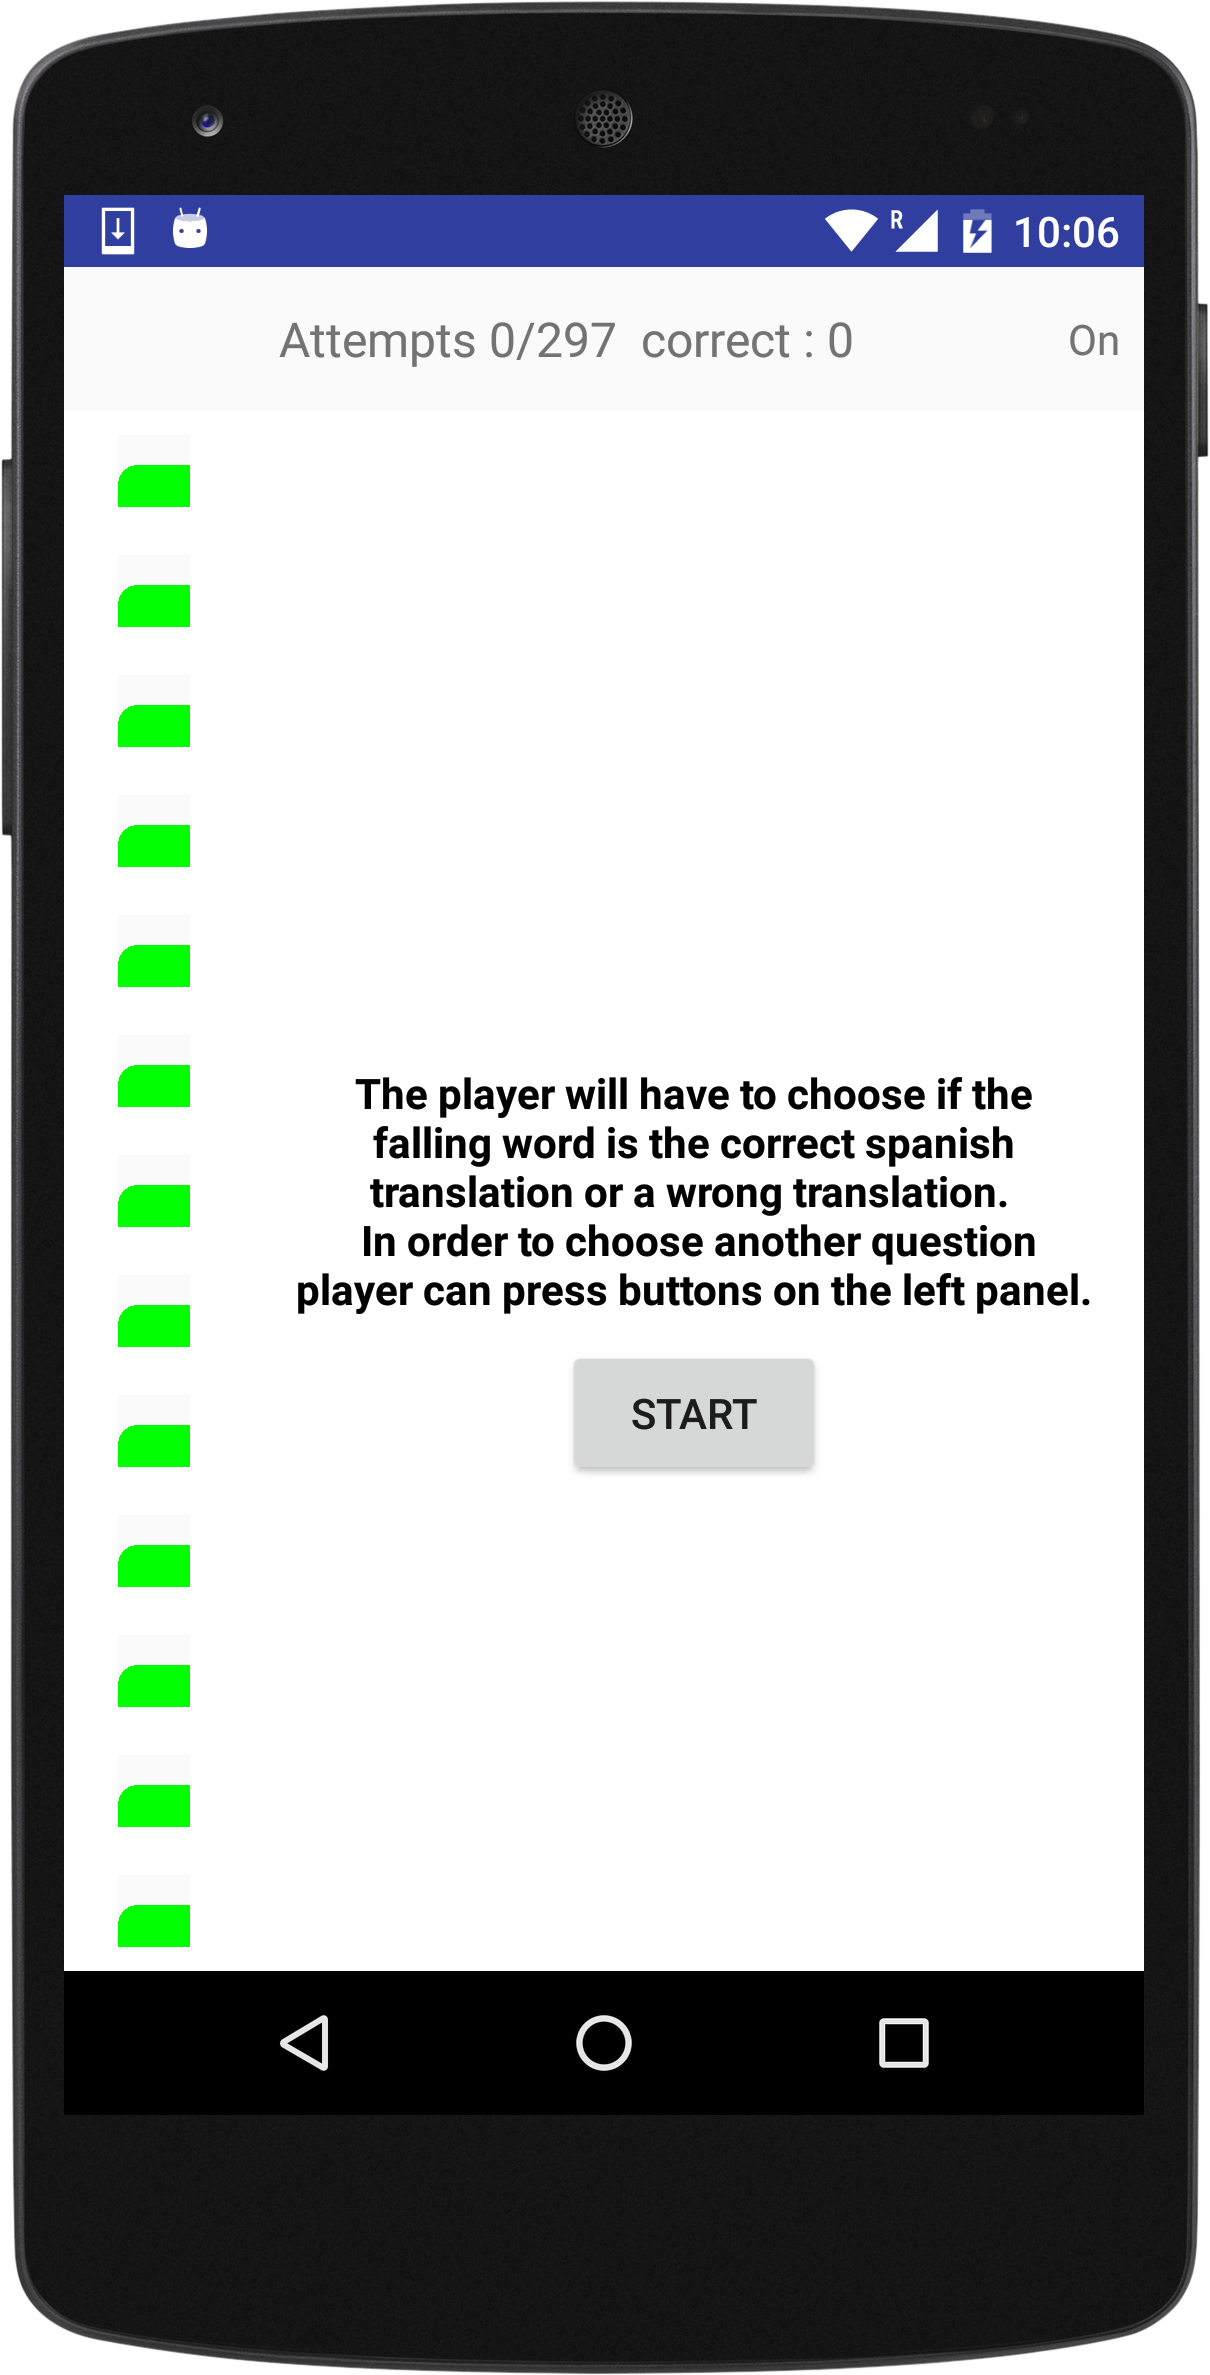 R 10:06
Attempts 0/297 correct : 0 On
The player will have to choose if the
falling word is the correct spanish
translation or a wrong translation.
In order to choose another question
player can press buttons on the left panel.
START